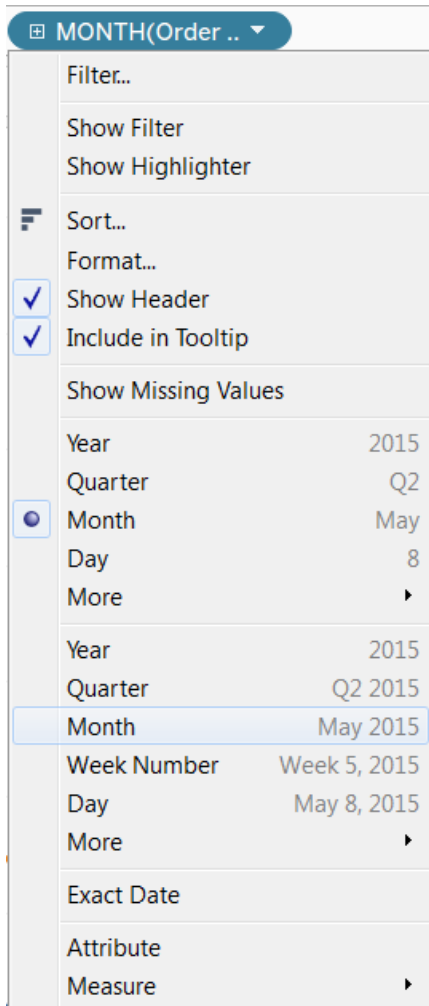 MONTH(Order ..
Filter...
Show Filter
Show Highlighter
Sort...
Format...
Show Header
Include in Tooltip
Show Missing Values
Year 2015
Quarter Q2
Month May
Day 8
More
Year 2015
Quarter Q2 2015
Month May 2015
Week Number Week 5, 2015
Day May 8, 2015
More
Exact Date
Attribute
Measure